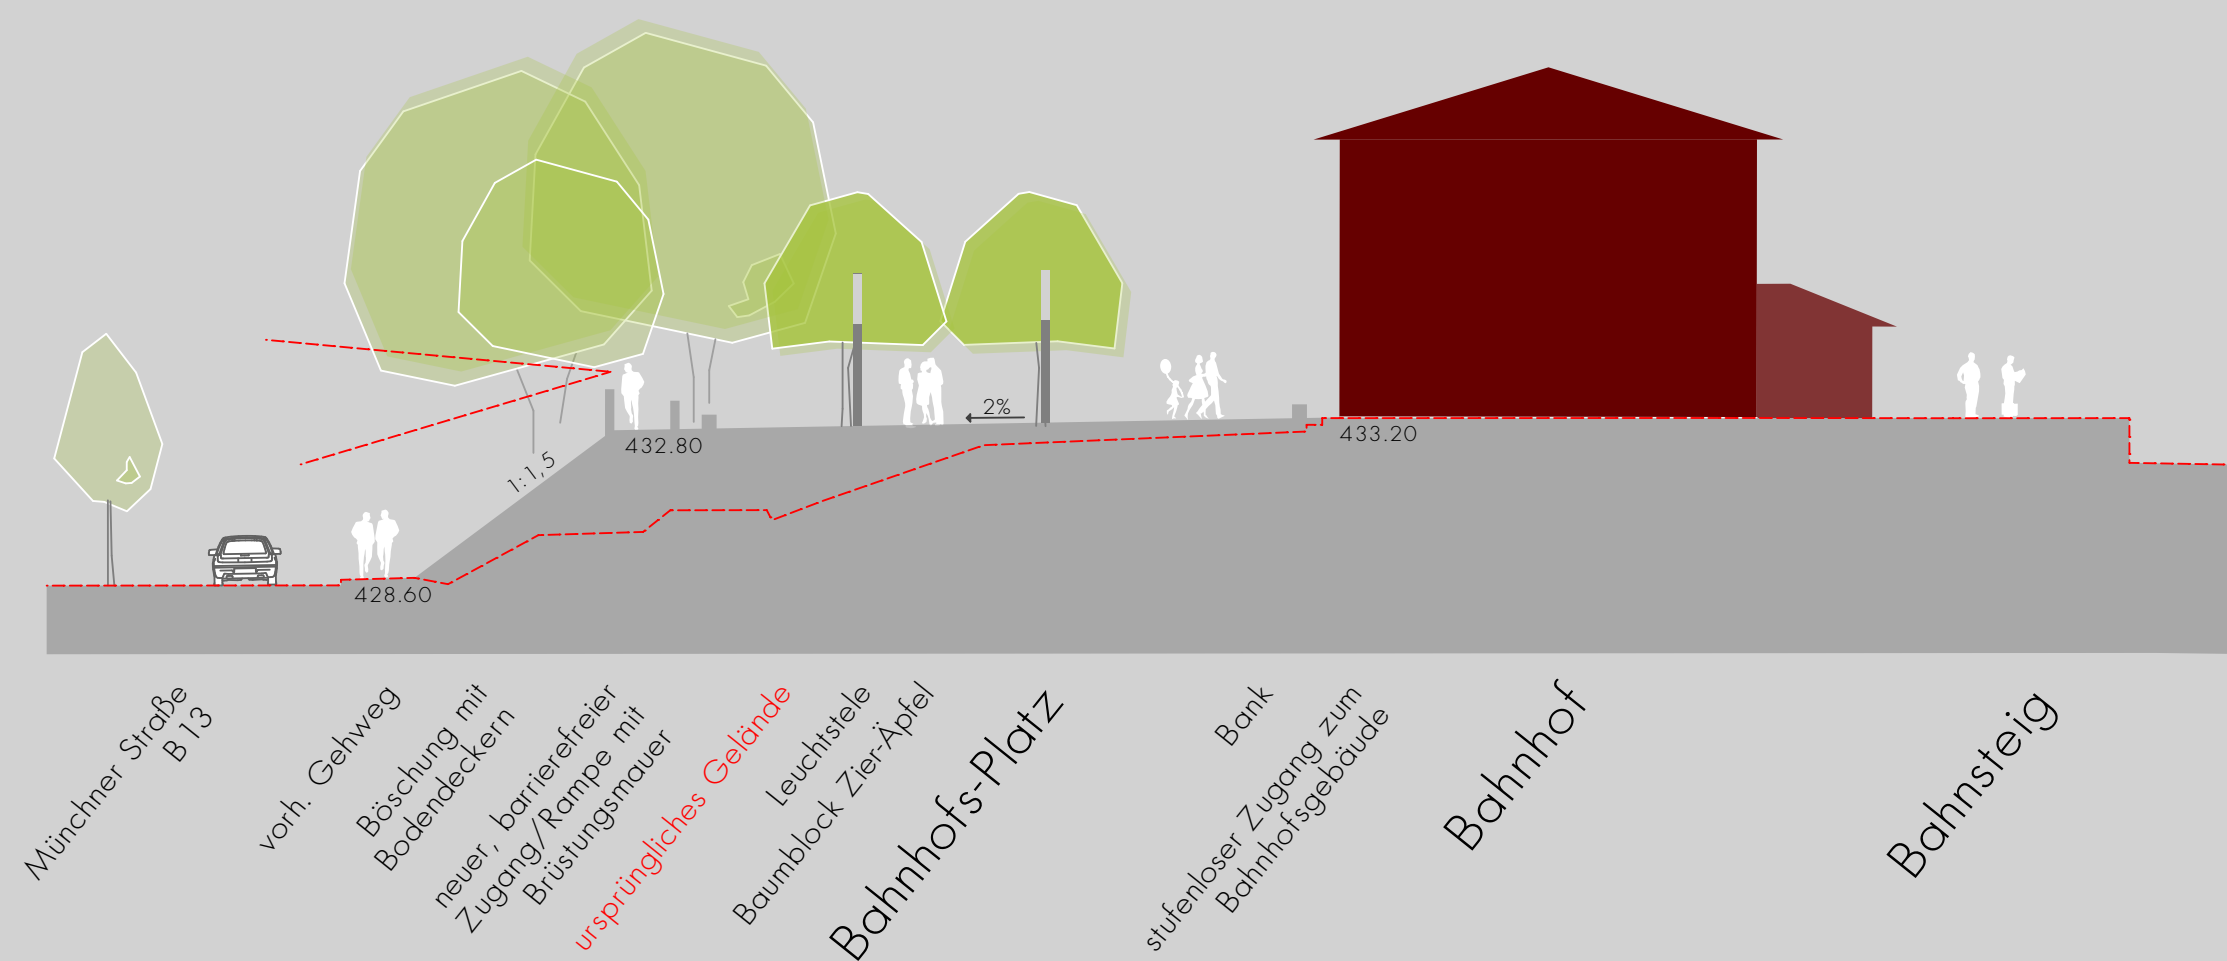 2%
432.80
433.20
1:1,5
428.60
Münchner Straße
B 13
vorh. Gehweg
Böschung mit
Bodendeckern
neuer, barrierefreier
Zugang/Rampe mit
Brüstungsmauer
ursprüngliches Gelände
Leuchtstele
Baumblock Zier-Äpfel
Bahnhofs-Platz
Bank
stufenloser Zugang zum
Bahnhofsgebäude
Bahnhof
Bahnsteig